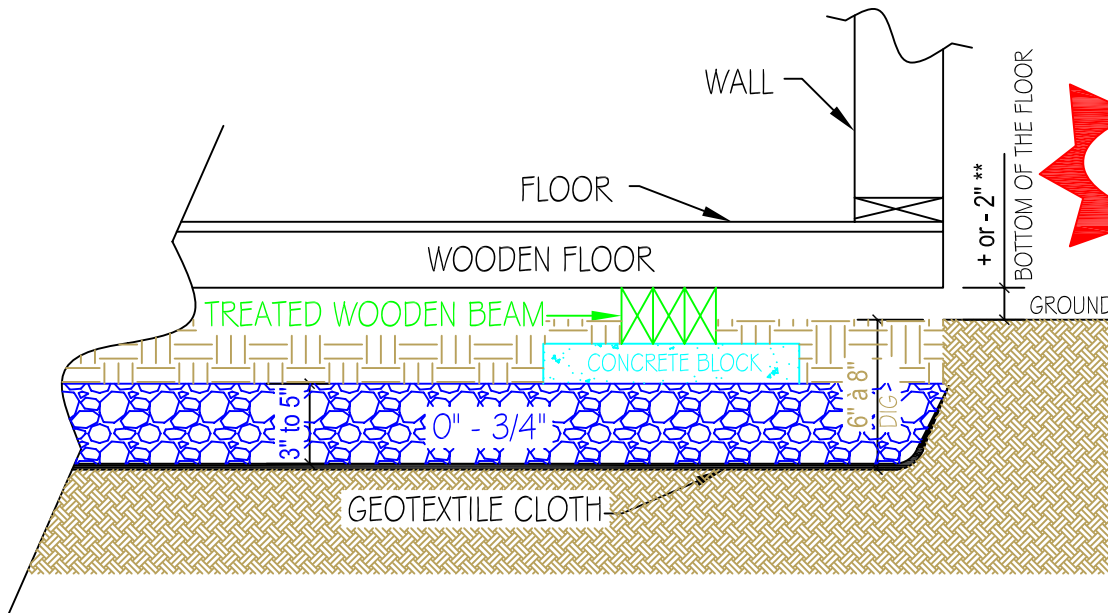 WALL
FLOOR
WOODEN FLOOR
+ or - 2" **
BOTTOM OF THE FLOOR
GROUND
TREATED WOODEN BEAM
CONCRETE BLOCK
6" à 8"
DIG
3" to 5"
0" - 3/4"
GEOTEXTILE CLOTH